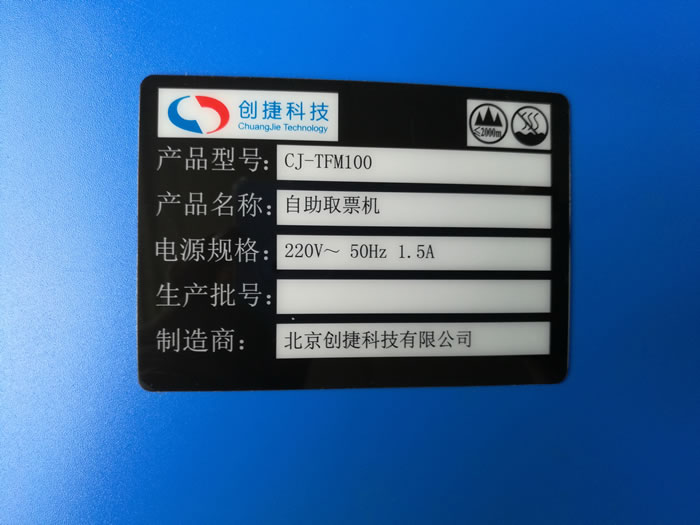 创捷科技
ChuangJie Technology
≤2000m
产品型号: CJ-TFM100
产品名称: 自助取票机
电源规格: 220V～ 50Hz 1.5A
生产批号:
制造商: 北京创捷科技有限公司